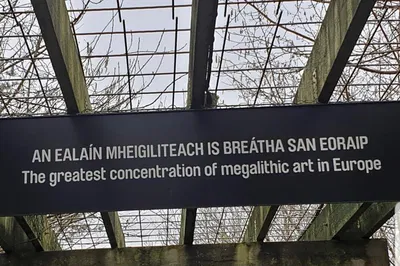 AN EALAÍN MHEIGILITEACH IS BREÁTHA SAN EORAIP
The greatest concentration of megalithic art in Europe